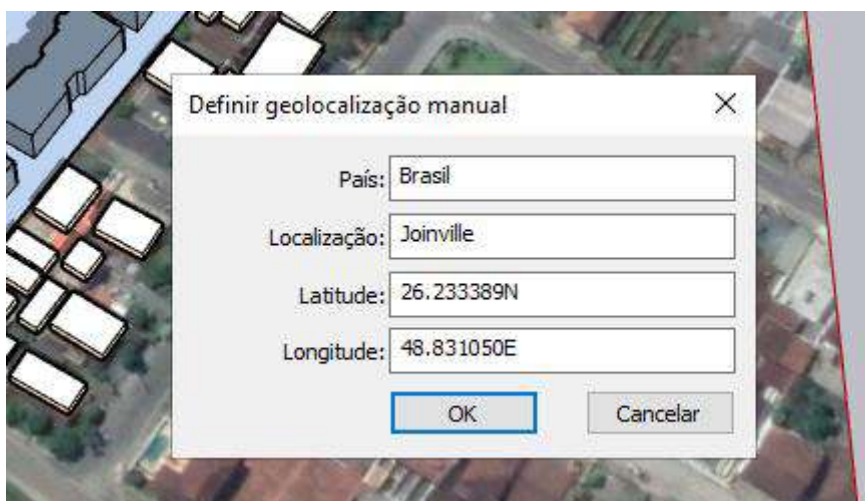 Definir geolocalização manual
País: Brasil
Localização: Joinville
Latitude: 26.233389N
Longitude: 48.831050E
OK Cancelar